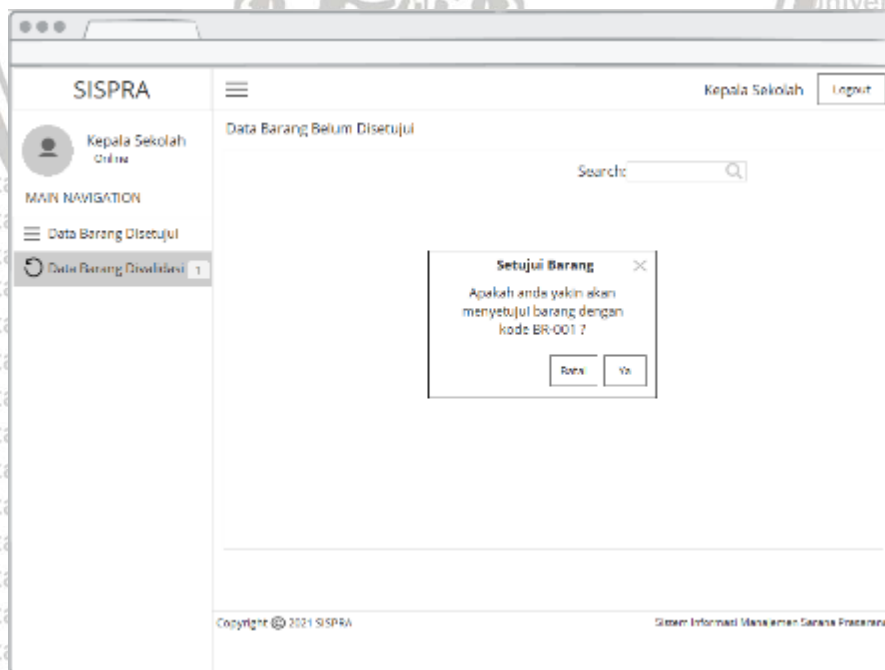 SISPRA
Kepala Sekolah
Logout
Kepala Sekolah
Online
MAIN NAVIGATION
Data Barang Disetujui
Data Barang Divalidasi 1
Data Barang Belum Disetujui
Search:
Setujui Barang
Apakah anda yakin akan
menyetujui barang dengan
kode BR-001 ?
Batal
Ya
Copyright © 2021 SISPRA
Sistem Informasi Manajemen Sarana Prasarana